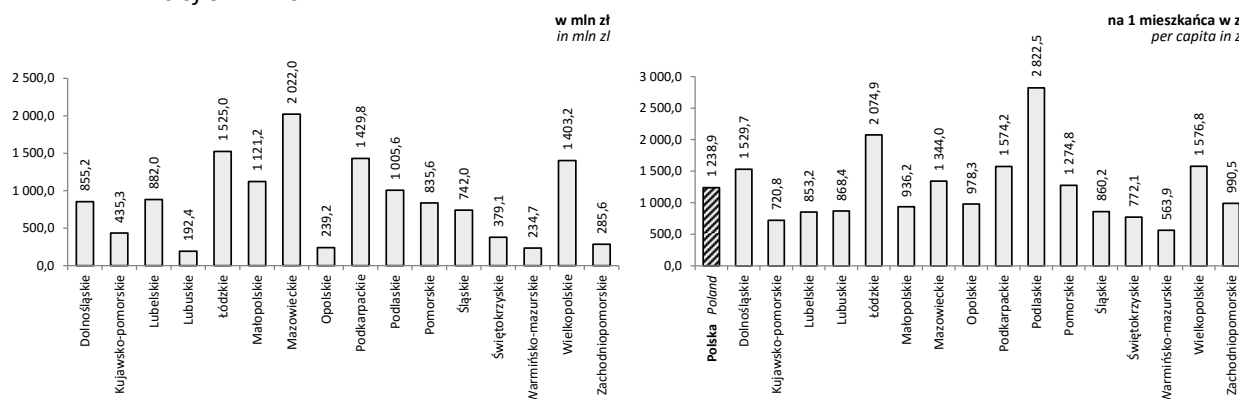 w mln zł
in mln zl
2 500,0
2 000,0
1 500,0
1 000,0
500,0
0,0
855,2
435,3
882,0
192,4
1 525,0
1 121,2
2 022,0
239,2
1 429,8
1 005,6
835,6
742,0
379,1
234,7
1 403,2
285,6
Dolnośląskie
Kujawsko-pomorskie
Lubelskie
Lubuskie
Łódzkie
Małopolskie
Mazowieckie
Opolskie
Podkarpackie
Podlaskie
Pomorskie
Śląskie
Świętokrzyskie
Warmińsko-mazurskie
Wielkopolskie
Zachodniopomorskie
na 1 mieszkańca w z
per capita in z
3 000,0
2 500,0
2 000,0
1 500,0
1 000,0
500,0
0,0
1 238,9
1 529,7
720,8
853,2
868,4
2 074,9
936,2
1 344,0
978,3
1 574,2
2 822,5
1 274,8
860,2
772,1
563,9
1 576,8
990,5
Polska Poland
Dolnośląskie
Kujawsko-pomorskie
Lubelskie
Lubuskie
Łódzkie
Małopolskie
Mazowieckie
Opolskie
Podkarpackie
Podlaskie
Pomorskie
Śląskie
Świętokrzyskie
Warmińsko-mazurskie
Wielkopolskie
Zachodniopomorskie